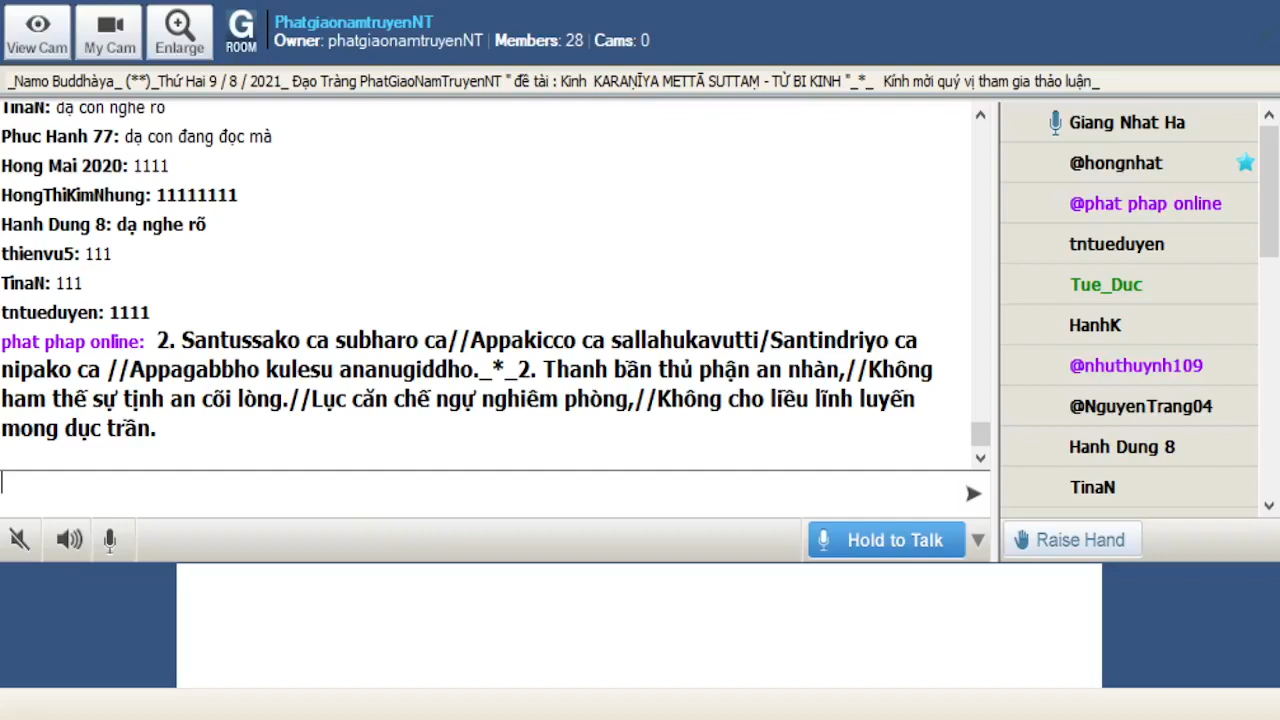 View Cam
My Cam
Enlarge
G
ROOM
PhatgiaonamtruyenNT
Owner: phatgiaonamtruyenNT | Members: 28 | Cams: 0
_Namo Buddhàya_ (**)_Thứ Hai 9 / 8 / 2021_ Đạo Tràng PhatGiaoNamTruyenNT " đề tài : Kinh KARAṆĪYA METTĀ SUTTAṂ - TỪ BI KINH "_*_ Kính mời quý vị tham gia thảo luận_
TinaN: dạ con nghe ro
Phuc Hanh 77: dạ con đang đọc mà
Hong Mai 2020: 1111
HongThiKimNhung: 11111111
Hanh Dung 8: dạ nghe rõ
thienvu5: 111
TinaN: 111
tntueduyen: 1111
phat phap online: 2. Santussako ca subharo ca//Appakicco ca sallahukavutti/Santindriyo ca
nipako ca //Appagabbho kulesu ananugiddho._*_2. Thanh bần thủ phận an nhàn,//Không
ham thế sự tịnh an cõi lòng.//Lục căn chế ngự nghiêm phòng,//Không cho liều lĩnh luyến
mong dục trần.
Giang Nhat Ha
@hongnhat
@phat phap online
tntueduyen
Tue_Duc
HanhK
@nhuthuynh109
@NguyenTrang04
Hanh Dung 8
TinaN
Hold to Talk
Raise Hand